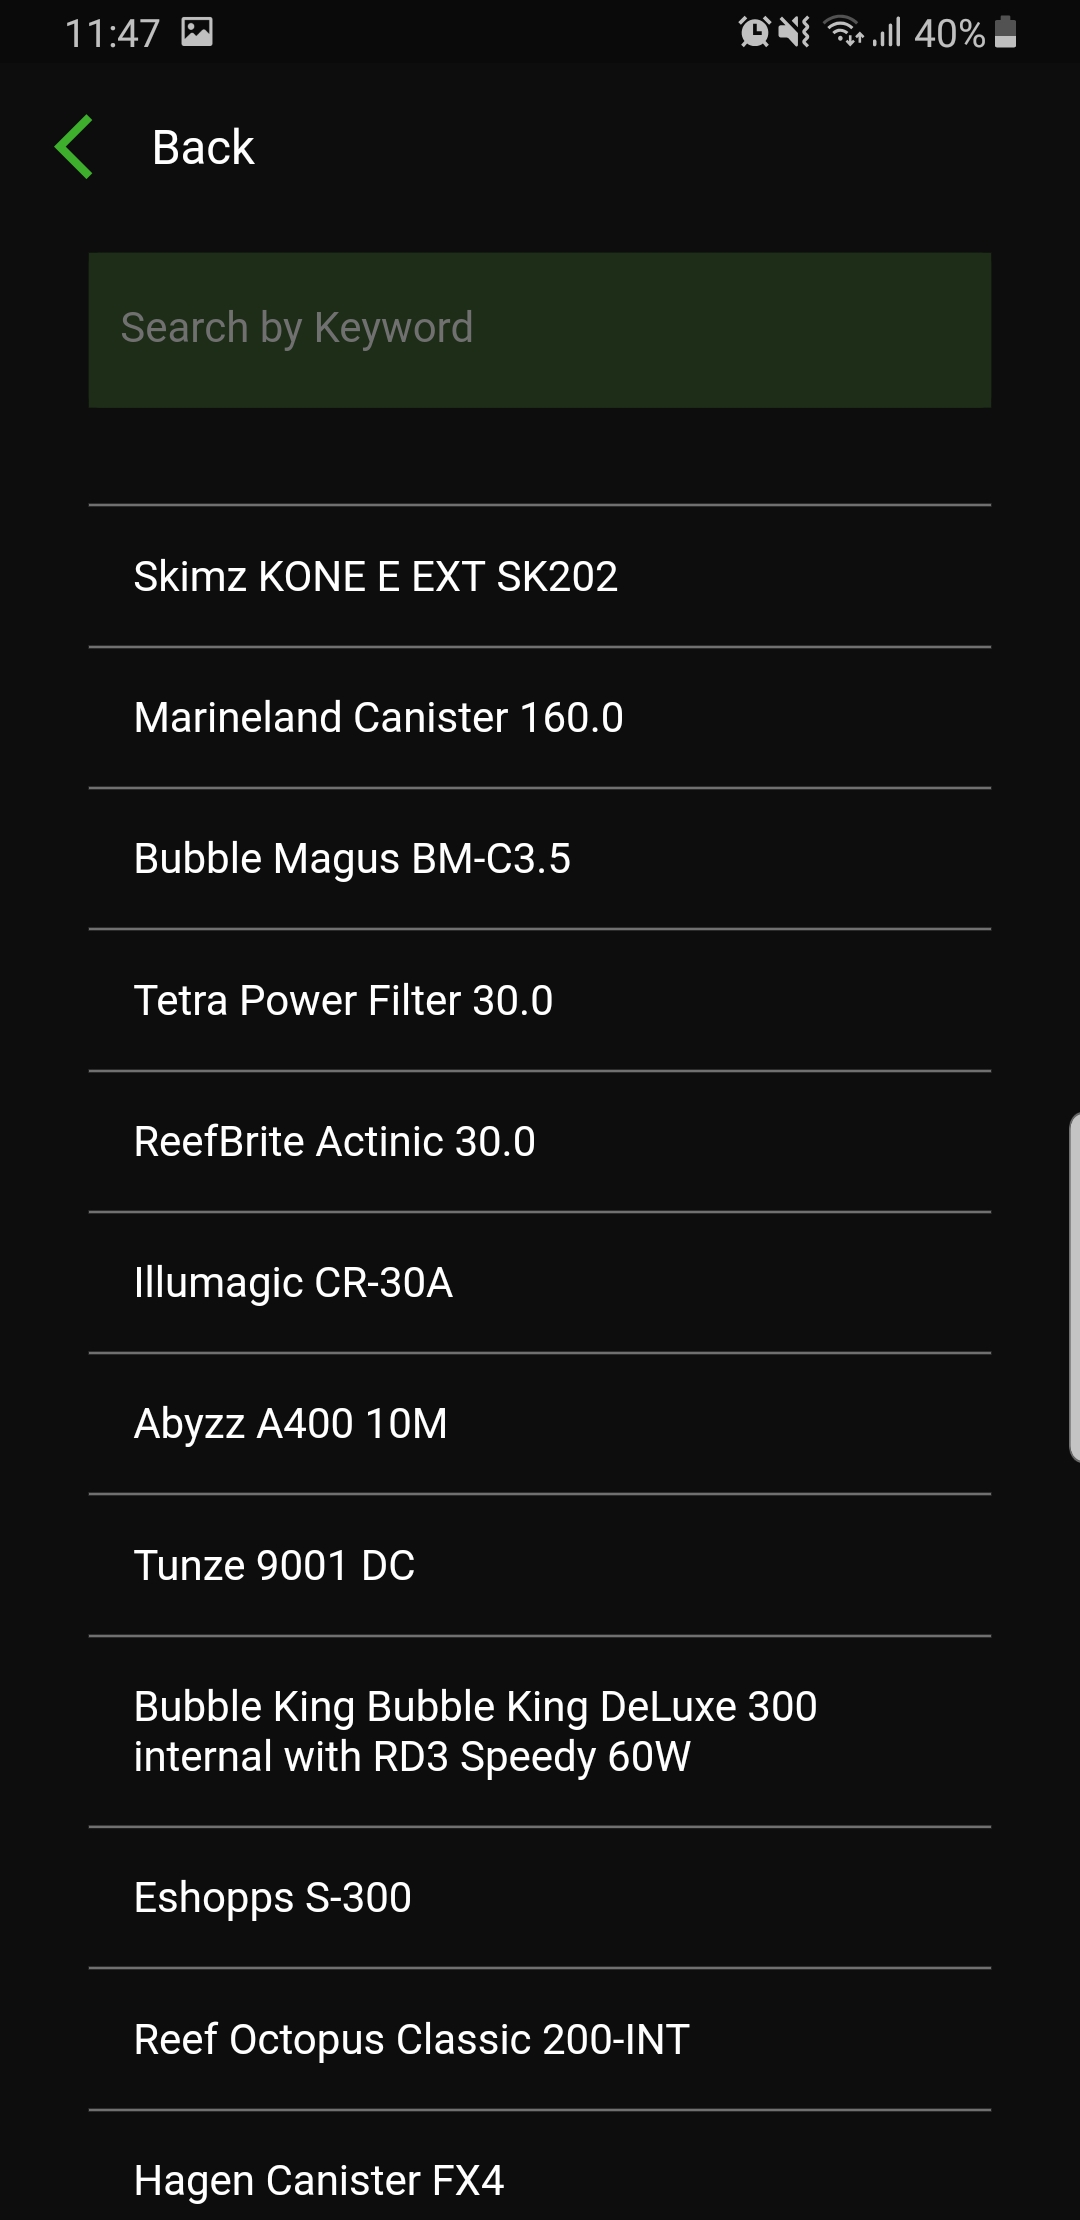 11:47
40%
Back
Search by Keyword
Skimz KONE E EXT SK202
Marineland Canister 160.0
Bubble Magus BM-C3.5
Tetra Power Filter 30.0
ReefBrite Actinic 30.0
Illumagic CR-30A
Abyzz A400 10M
Tunze 9001 DC
Bubble King Bubble King DeLuxe 300
internal with RD3 Speedy 60W
Eshopps S-300
Reef Octopus Classic 200-INT
Hagen Canister FX4